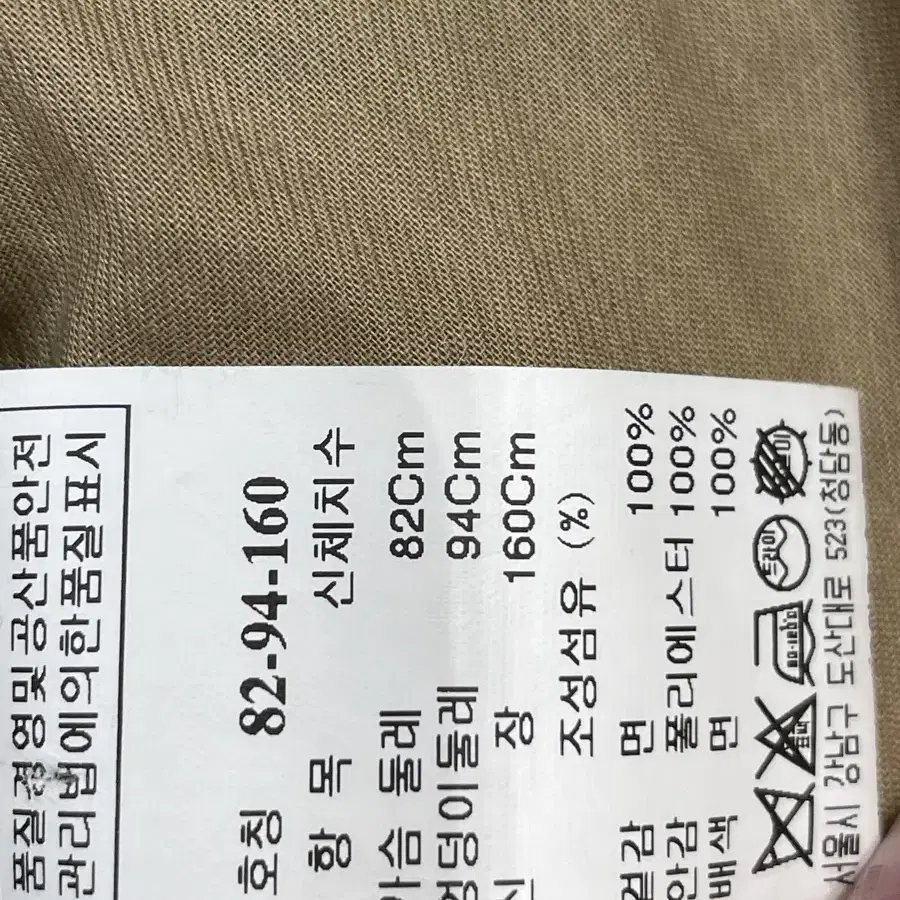 품질경영및공산품안전
관리법에의한품질표시
호칭 82-94-160
항 목 신체치수
가슴 둘레 82Cm
엉덩이둘레 94Cm
신 장 160Cm
조성섬유 (%)
겉감 면 100%
안감 폴리에스터 100%
배색 면 100%
드라이
서울시 강남구 도산대로 523(청담동)